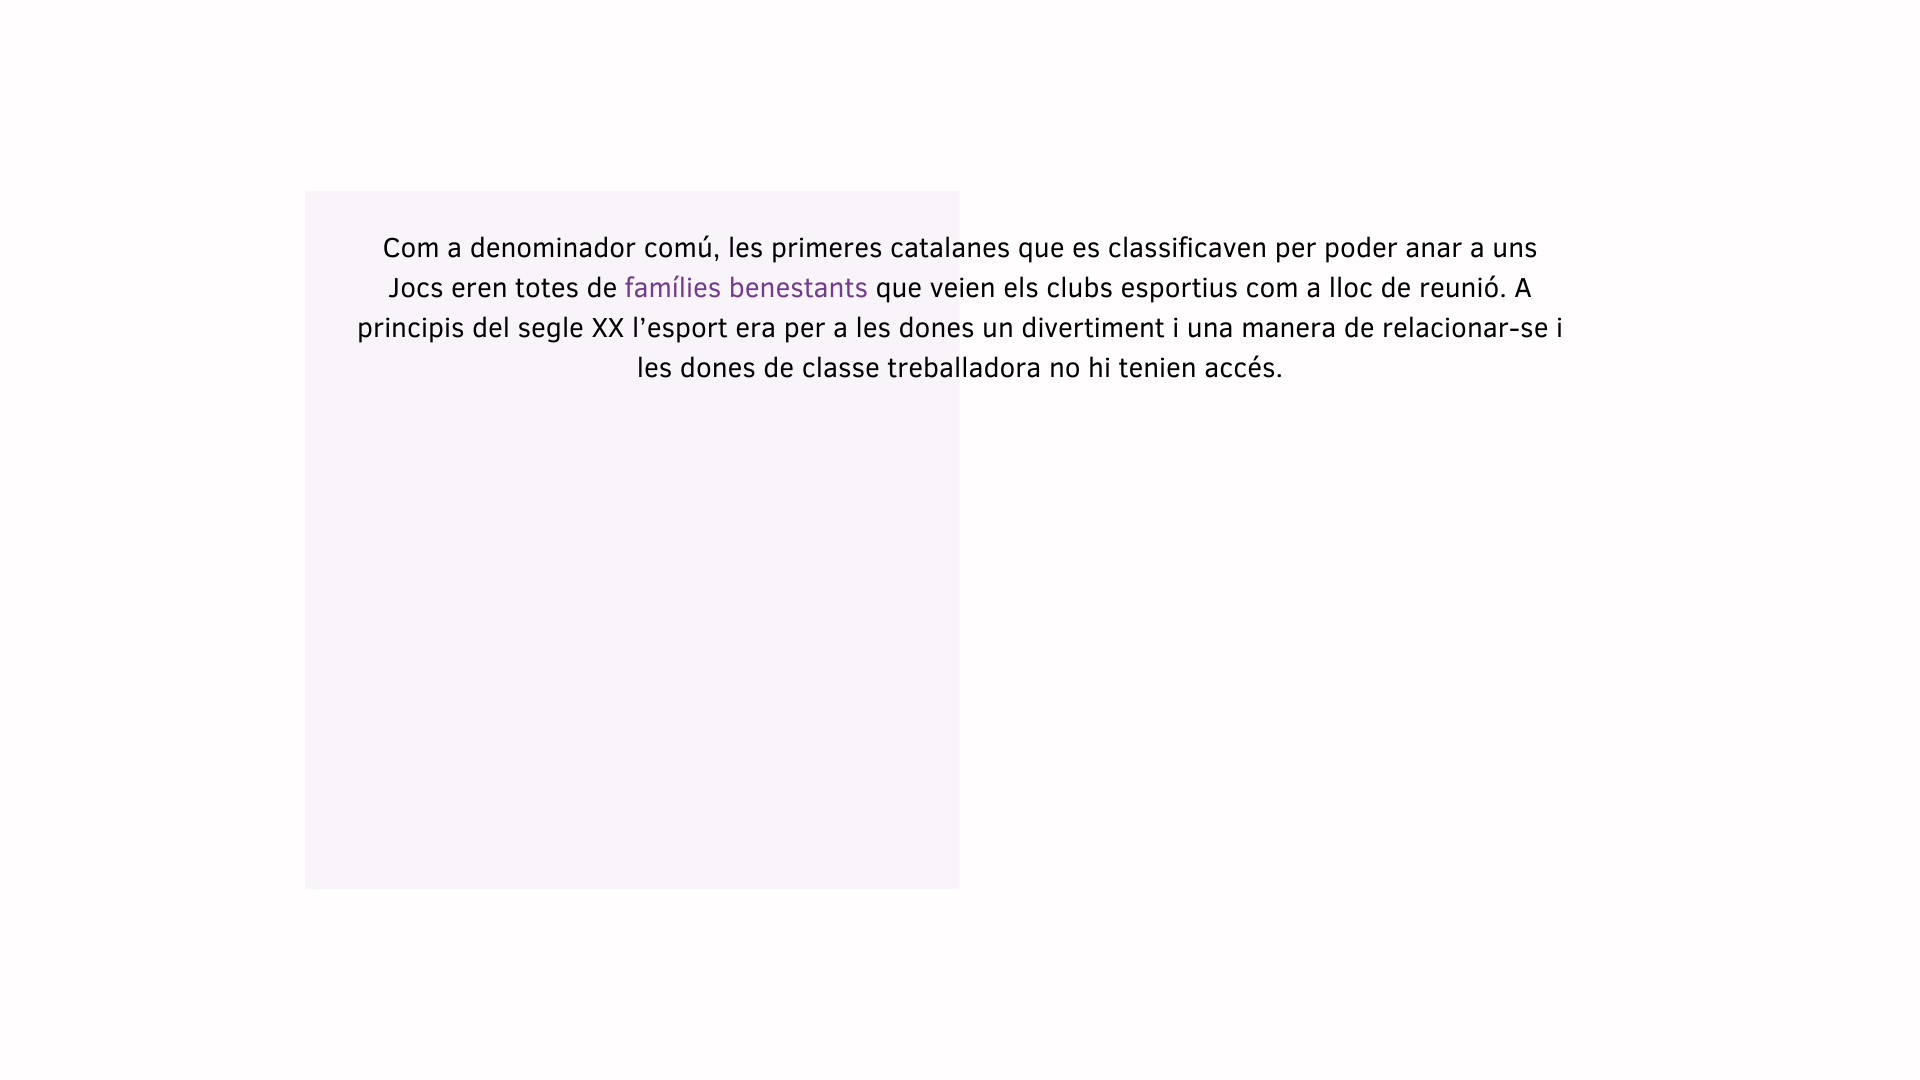 Com a denominador comú, les primeres catalanes que es classificaven per poder anar a uns
Jocs eren totes de famílies benestants que veien els clubs esportius com a lloc de reunió. A
principis del segle XX l’esport era per a les dones un divertiment i una manera de relacionar-se i
les dones de classe treballadora no hi tenien accés.